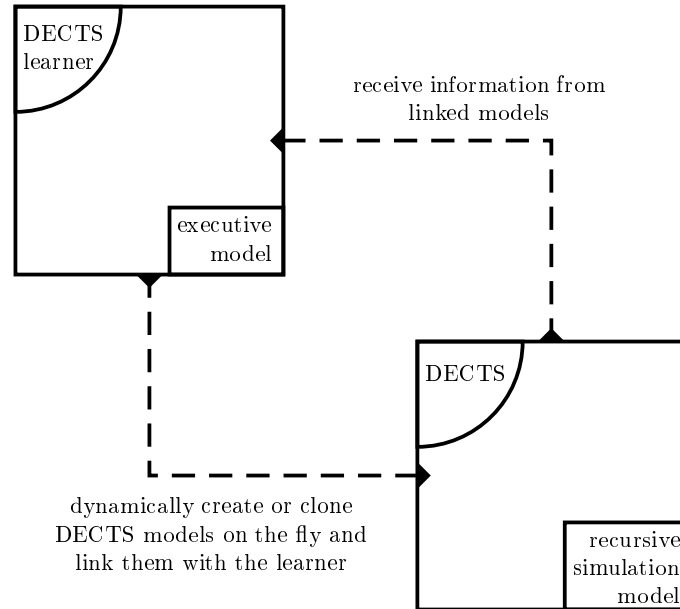 DECTS
learner
receive information from
linked models
executive
model
DECTS
dynamically create or clone
DECTS models on the fly and
link them with the learner
recursive
simulation
model